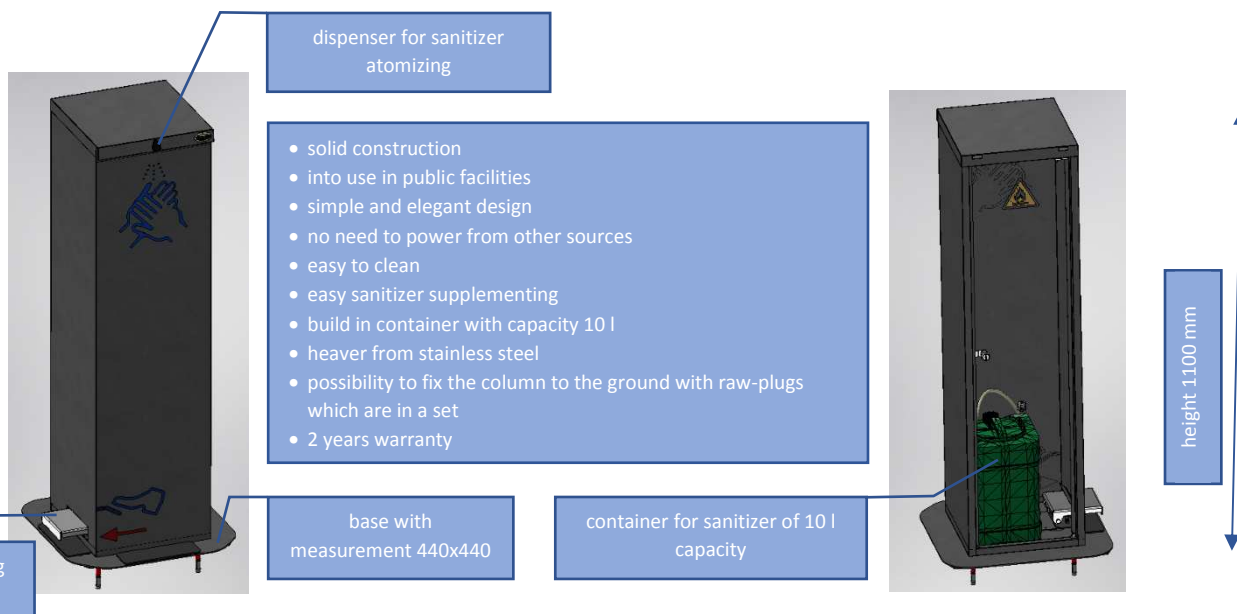 dispenser for sanitizer
atomizing
• solid construction
• into use in public facilities
• simple and elegant design
• no need to power from other sources
• easy to clean
• easy sanitizer supplementing
• build in container with capacity 10 l
• heaver from stainless steel
• possibility to fix the column to the ground with raw-plugs
which are in a set
• 2 years warranty
height 1100 mm
base with
measurement 440x440
container for sanitizer of 10 l
capacity